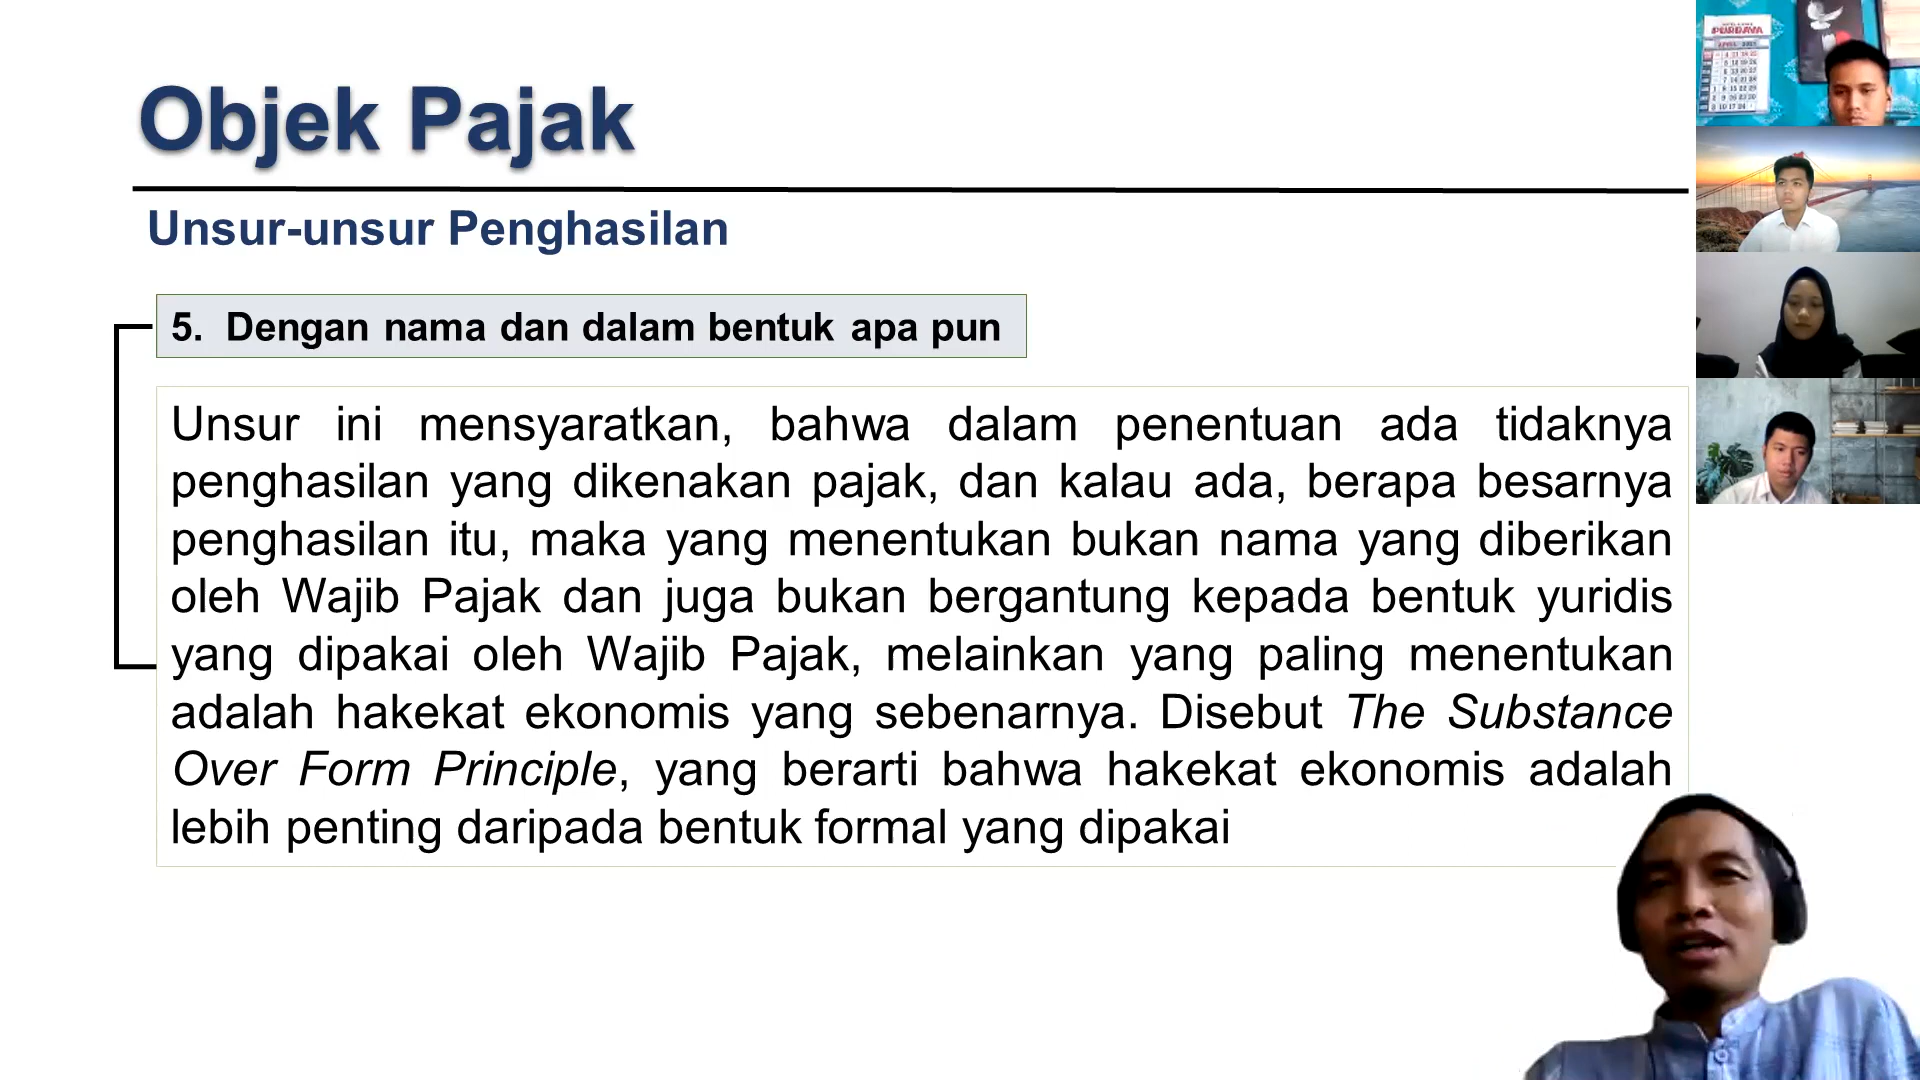 Objek Pajak
Unsur-unsur Penghasilan
5. Dengan nama dan dalam bentuk apa pun
Unsur ini mensyaratkan, bahwa dalam penentuan ada tidaknya
penghasilan yang dikenakan pajak, dan kalau ada, berapa besarnya
penghasilan itu, maka yang menentukan bukan nama yang diberikan
oleh Wajib Pajak dan juga bukan bergantung kepada bentuk yuridis
yang dipakai oleh Wajib Pajak, melainkan yang paling menentukan
adalah hakekat ekonomis yang sebenarnya. Disebut The Substance
Over Form Principle, yang berarti bahwa hakekat ekonomis adalah
lebih penting daripada bentuk formal yang dipakai